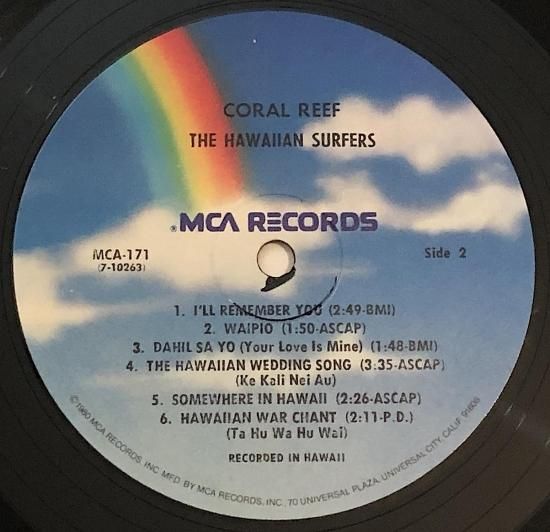 CORAL REEF
THE HAWAIIAN SURFERS
® MCA RECORDS
MCA-171
(7-10263)
Side 2
1. I'LL REMEMBER YOU (2:49-BMI)
2. WAIPIO (1:50-ASCAP)
3. DAHIL SA YO (Your Love Is Mine) (1:48-BMI)
4. THE HAWAIIAN WEDDING SONG (3:35-ASCAP)
(Ke Kali Nei Au)
5. SOMEWHERE IN HAWAII (2:26-ASCAP)
6. HAWAIIAN WAR CHANT (2:11-P.D.)
(Ta Hu Wa Hu Wai)
RECORDED IN HAWAII
©1980 MCA RECORDS, INC. MFD. BY MCA RECORDS, INC., 70 UNIVERSAL PLAZA, UNIVERSAL CITY, CALIF. 91608